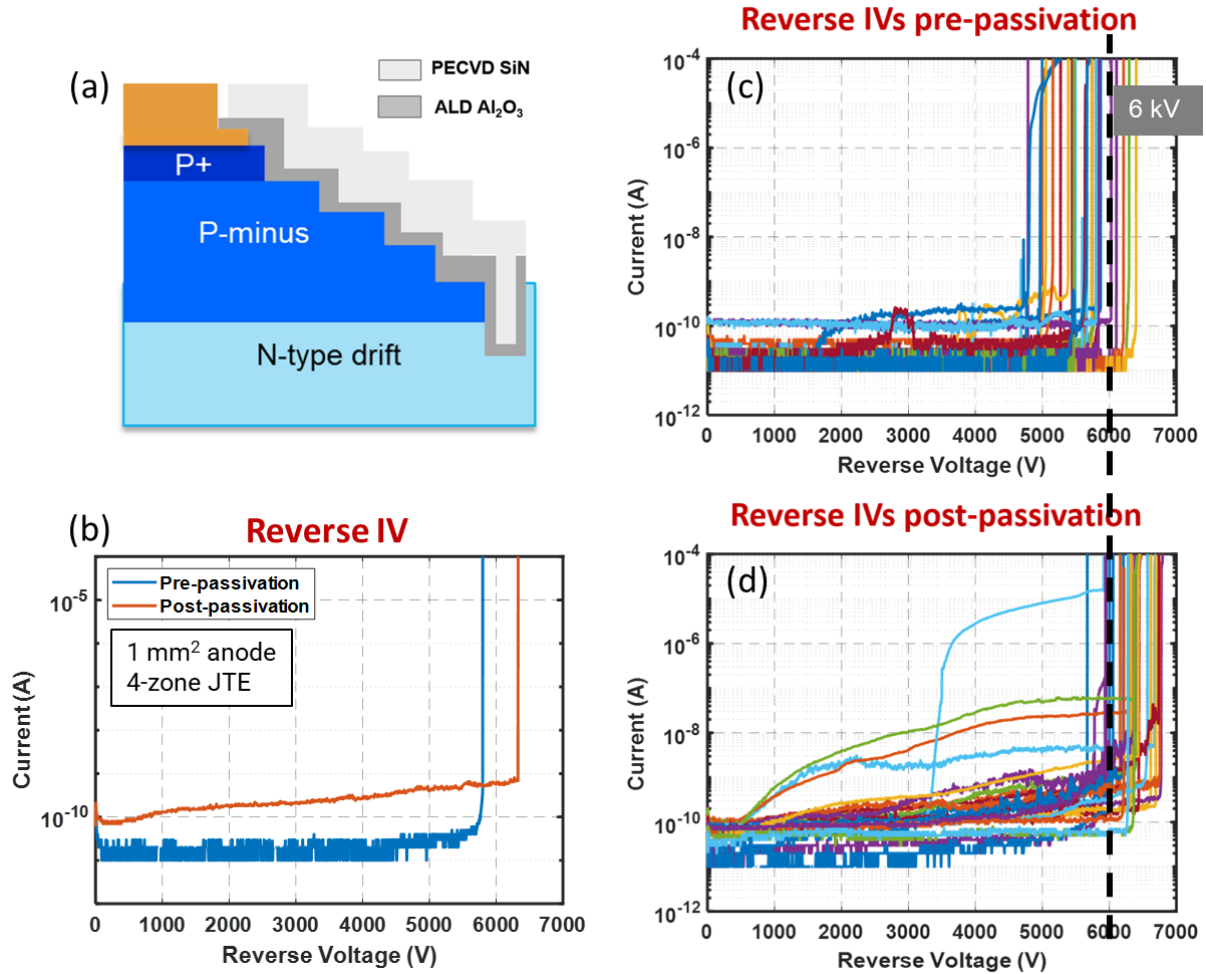 (a)
PECVD SiN
ALD Al₂O₃
P+
P-minus
N-type drift
Reverse IVs pre-passivation
(c)
6 kV
10⁻⁴
10⁻⁶
10⁻⁸
10⁻¹⁰
10⁻¹²
Current (A)
0 1000 2000 3000 4000 5000 6000 7000
Reverse Voltage (V)
(b)
Reverse IV
Pre-passivation
Post-passivation
1 mm² anode
4-zone JTE
10⁻⁵
10⁻¹⁰
Current (A)
0 1000 2000 3000 4000 5000 6000 7000
Reverse Voltage (V)
Reverse IVs post-passivation
(d)
10⁻⁴
10⁻⁶
10⁻⁸
10⁻¹⁰
10⁻¹²
Current (A)
0 1000 2000 3000 4000 5000 6000 7000
Reverse Voltage (V)